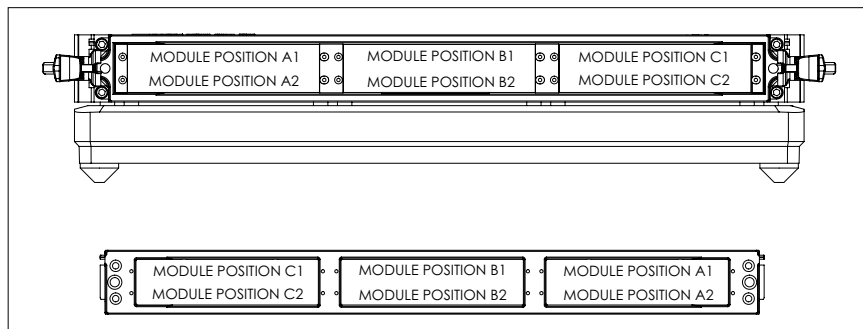 MODULE POSITION A1 MODULE POSITION B1 MODULE POSITION C1
MODULE POSITION A2 MODULE POSITION B2 MODULE POSITION C2
MODULE POSITION C1 MODULE POSITION B1 MODULE POSITION A1
MODULE POSITION C2 MODULE POSITION B2 MODULE POSITION A2